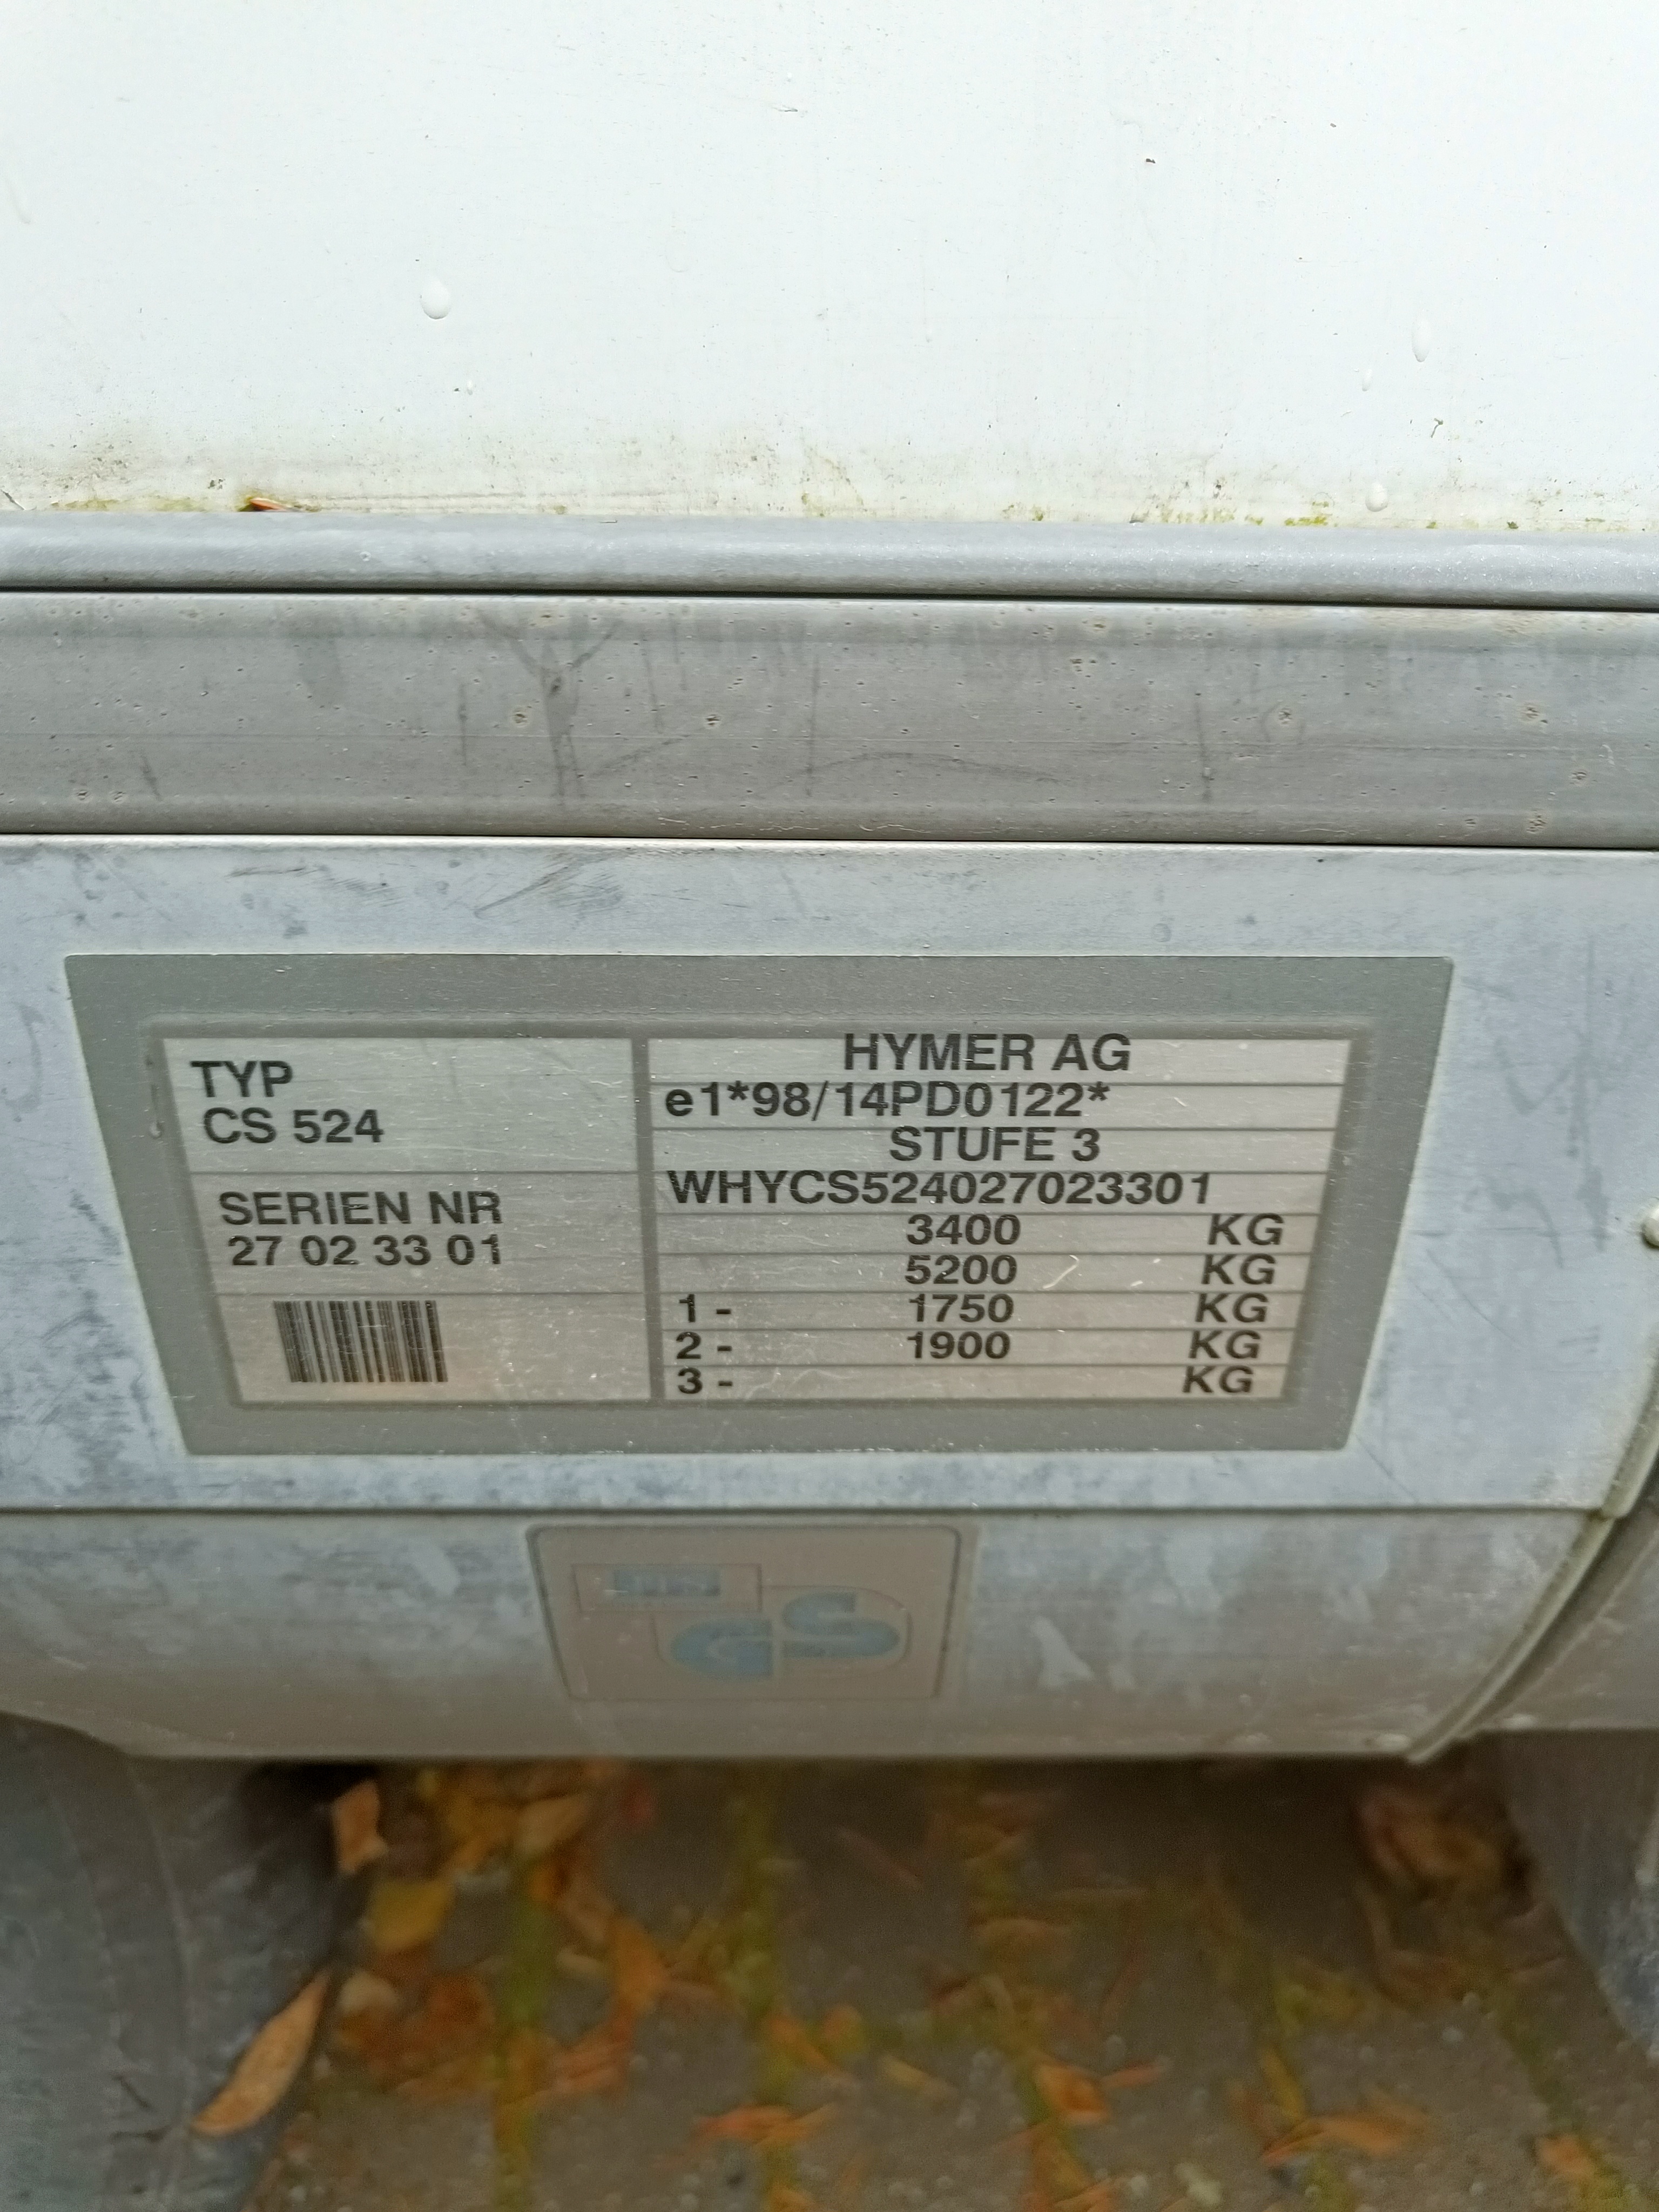 TYP
CS 524
SERIEN NR
27 02 33 01
HYMER AG
e1*98/14PD0122*
STUFE 3
WHYCS524027023301
3400 KG
5200 KG
1 - 1750 KG
2 - 1900 KG
3 - KG
GS